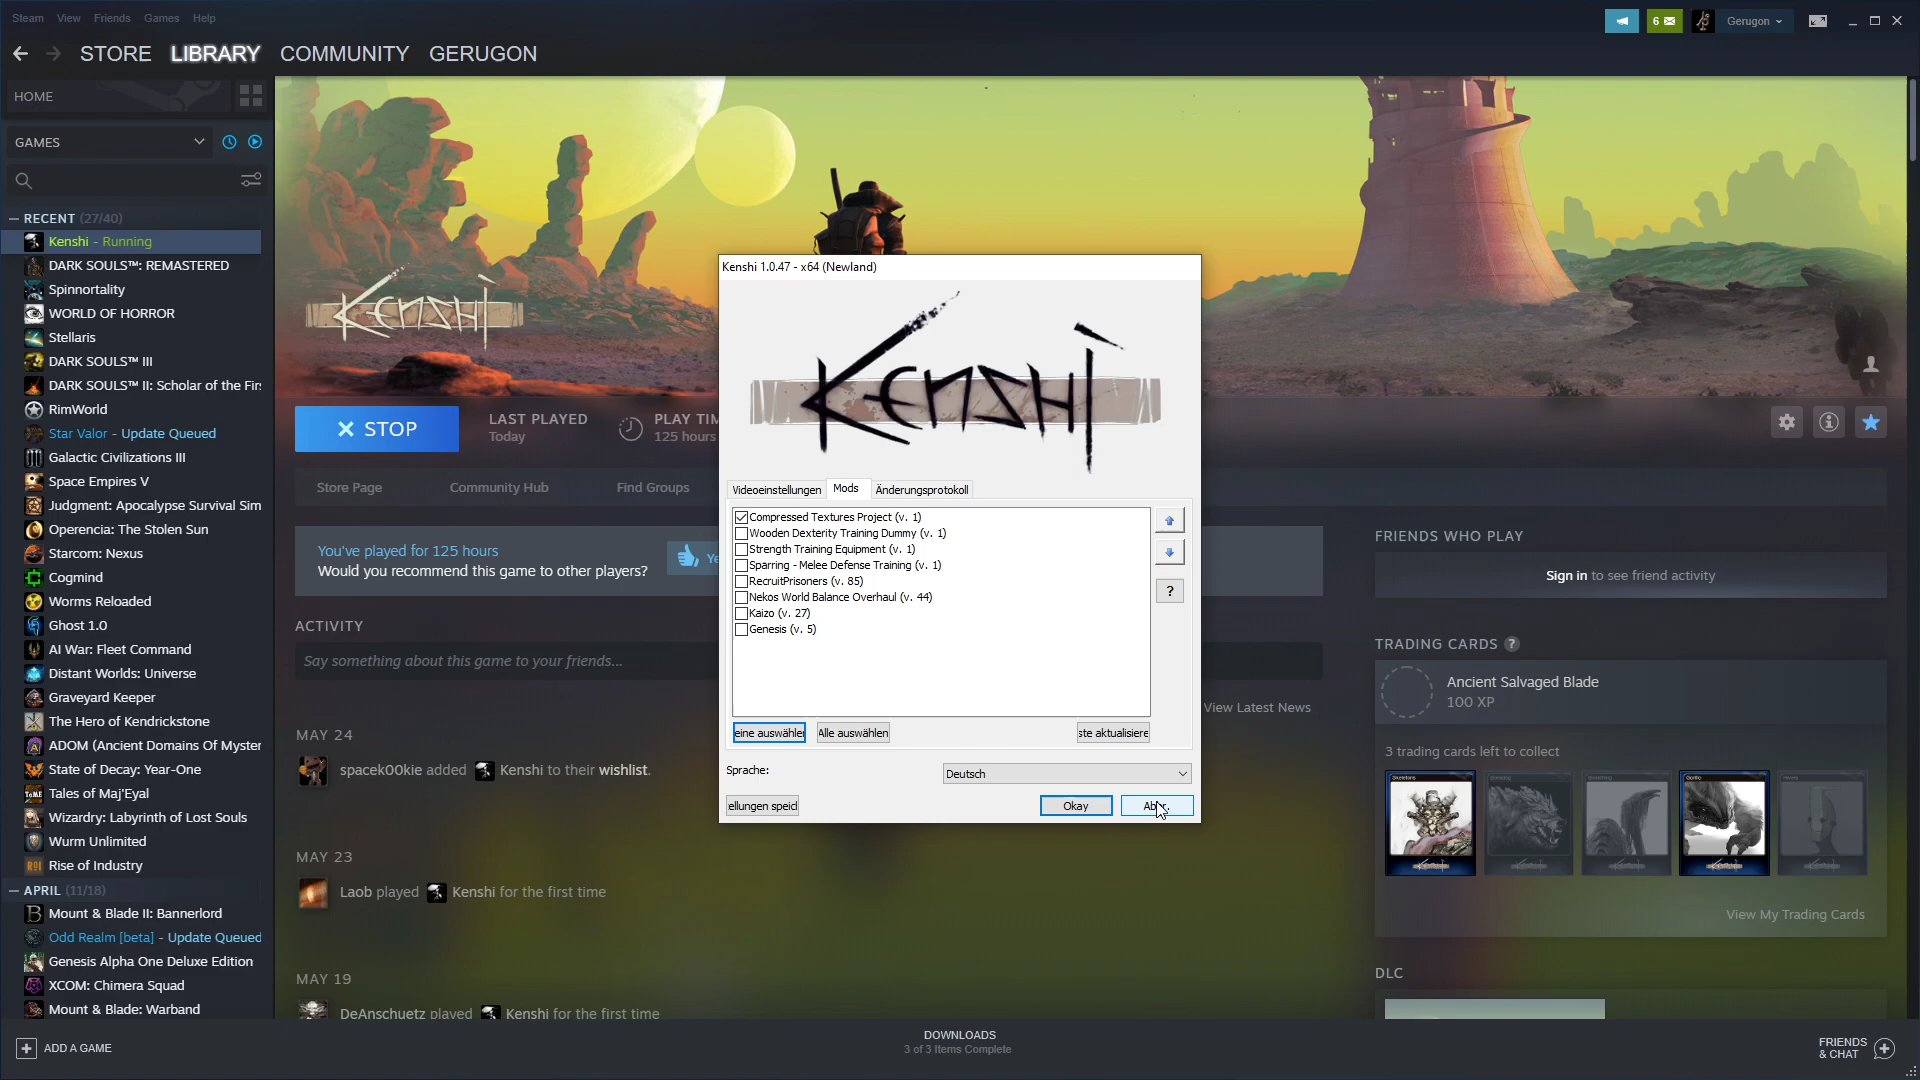 Steam View Friends Games Help
6
Gerugon
STORE LIBRARY COMMUNITY GERUGON
HOME
GAMES
— RECENT (27/40)
Kenshi - Running
DARK SOULS™: REMASTERED
Spinnortality
WORLD OF HORROR
Stellaris
DARK SOULS™ III
DARK SOULS™ II: Scholar of the Fir
RimWorld
Star Valor - Update Queued
Galactic Civilizations III
Space Empires V
Judgment: Apocalypse Survival Sim
Operencia: The Stolen Sun
Starcom: Nexus
Cogmind
Worms Reloaded
Ghost 1.0
AI War: Fleet Command
Distant Worlds: Universe
Graveyard Keeper
The Hero of Kendrickstone
ADOM (Ancient Domains Of Myster
State of Decay: Year-One
Tales of Maj'Eyal
Wizardry: Labyrinth of Lost Souls
Wurm Unlimited
Rise of Industry
— APRIL (11/18)
Mount & Blade II: Bannerlord
Odd Realm [beta] - Update Queued
Genesis Alpha One Deluxe Edition
XCOM: Chimera Squad
Mount & Blade: Warband
ADD A GAME
KENSHI
STOP
LAST PLAYED
Today
PLAY TIM
125 hours
Store Page Community Hub Find Groups
You've played for 125 hours
Would you recommend this game to other players?
Ye
ACTIVITY
Say something about this game to your friends...
View Latest News
MAY 24
spacek00kie added Kenshi to their wishlist.
MAY 23
Laob played Kenshi for the first time
MAY 19
DeAnschuetz played Kenshi for the first time
Kenshi 1.0.47 - x64 (Newland)
KENSHI
Videoeinstellungen Mods Änderungsprotokoll
Compressed Textures Project (v. 1)
Wooden Dexterity Training Dummy (v. 1)
Strength Training Equipment (v. 1)
Sparring - Melee Defense Training (v. 1)
RecruitPrisoners (v. 85)
Nekos World Balance Overhaul (v. 44)
Kaizo (v. 27)
Genesis (v. 5)
?
eine auswähler Alle auswählen ste aktualisiere
Sprache: Deutsch
ellungen speicl Okay
FRIENDS WHO PLAY
Sign in to see friend activity
TRADING CARDS ?
Ancient Salvaged Blade
100 XP
3 trading cards left to collect
View My Trading Cards
DLC
DOWNLOADS
3 of 3 Items Complete
FRIENDS
& CHAT